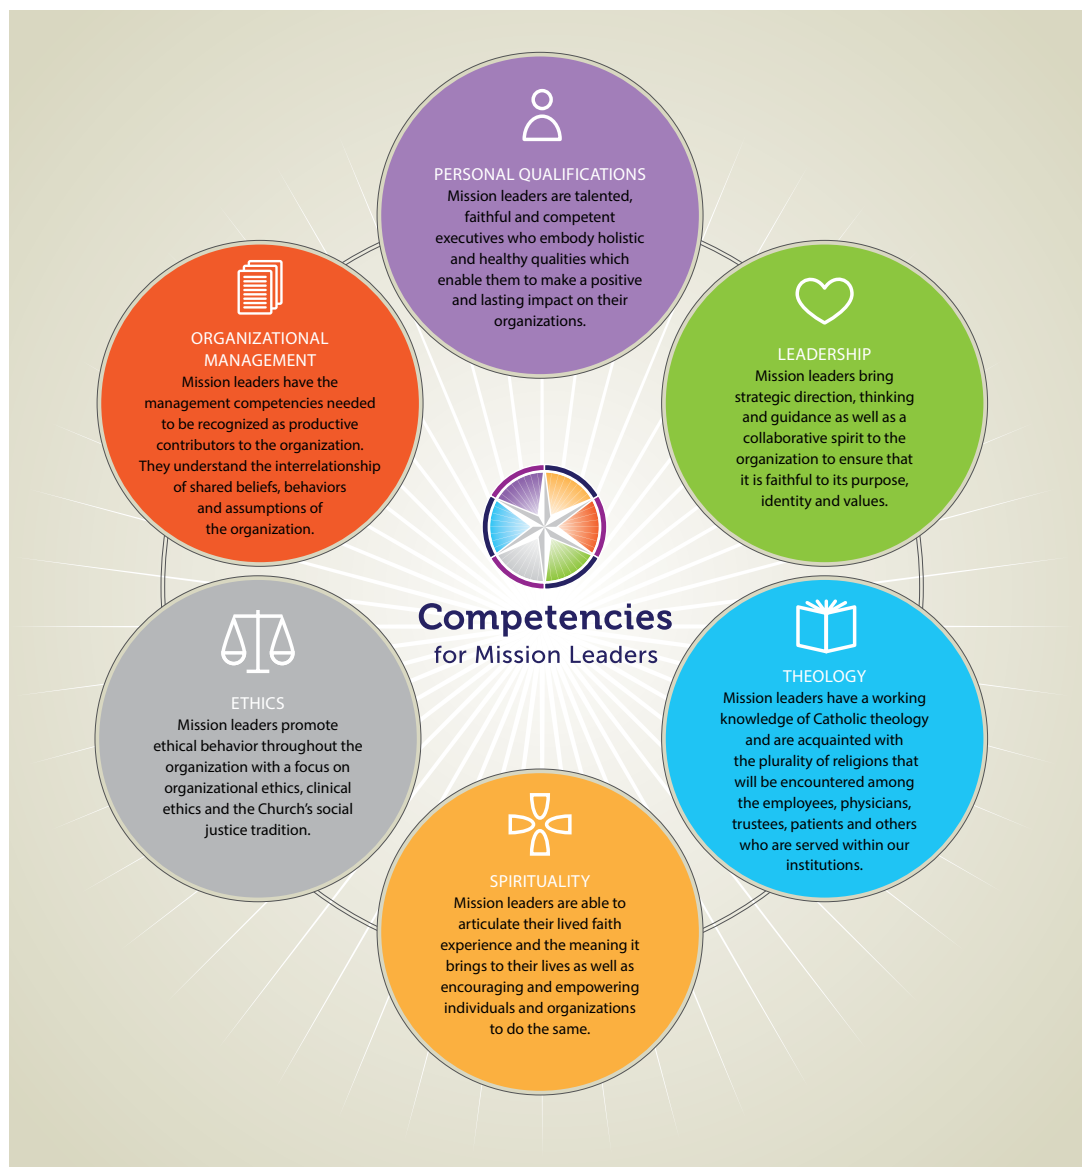 PERSONAL QUALIFICATIONS
Mission leaders are talented,
faithful and competent
executives who embody holistic
and healthy qualities which
enable them to make a positive
and lasting impact on their
organizations.
LEADERSHIP
Mission leaders bring
strategic direction, thinking
and guidance as well as a
collaborative spirit to the
organization to ensure that
it is faithful to its purpose,
identity and values.
THEOLOGY
Mission leaders have a working
knowledge of Catholic theology
and are acquainted with
the plurality of religions that
will be encountered among
the employees, physicians,
trustees, patients and others
who are served within our
institutions.
SPIRITUALITY
Mission leaders are able to
articulate their lived faith
experience and the meaning it
brings to their lives as well as
encouraging and empowering
individuals and organizations
to do the same.
ETHICS
Mission leaders promote
ethical behavior throughout the
organization with a focus on
organizational ethics, clinical
ethics and the Church’s social
justice tradition.
ORGANIZATIONAL
MANAGEMENT
Mission leaders have the
management competencies needed
to be recognized as productive
contributors to the organization.
They understand the interrelationship
of shared beliefs, behaviors
and assumptions of
the organization.
Competencies
for Mission Leaders